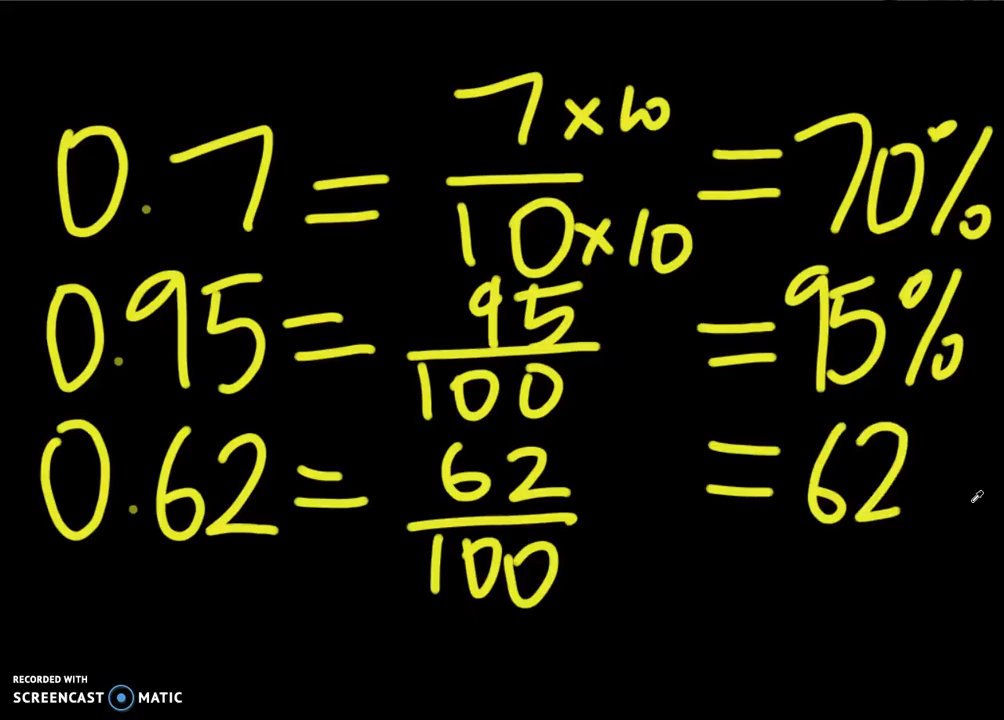 0.7 = 7 × 10 / 10 × 10 = 70%
0.95 = 95 / 100 = 95%
0.62 = 62 / 100 = 62
RECORDED WITH
SCREENCAST MATIC